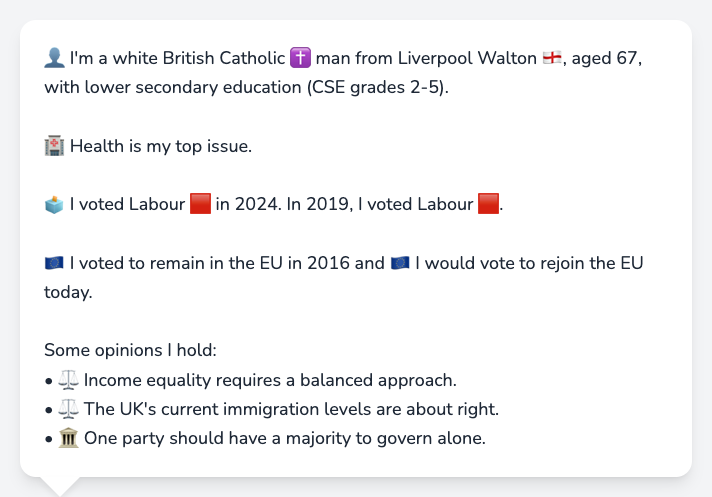 👤 I'm a white British Catholic ✝️ man from Liverpool Walton 🏴󠁧󠁢󠁥󠁮󠁧󠁿, aged 67,
with lower secondary education (CSE grades 2-5).
🏥 Health is my top issue.
🗳️ I voted Labour 🟥 in 2024. In 2019, I voted Labour 🟥.
🇪🇺 I voted to remain in the EU in 2016 and 🇪🇺 I would vote to rejoin the EU
today.
Some opinions I hold:
• ⚖️ Income equality requires a balanced approach.
• ⚖️ The UK's current immigration levels are about right.
• 🏛️ One party should have a majority to govern alone.